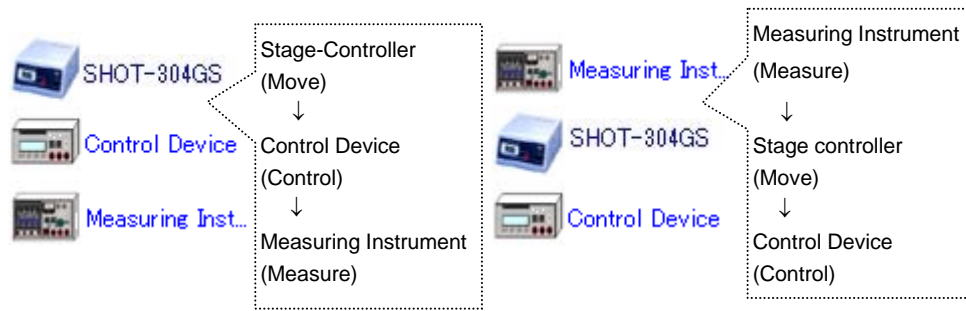 SHOT-304GS
Control Device
Measuring Inst...
Stage-Controller
(Move)
↓
Control Device
(Control)
↓
Measuring Instrument
(Measure)
Measuring Inst...
SHOT-304GS
Control Device
Measuring Instrument
(Measure)
↓
Stage controller
(Move)
↓
Control Device
(Control)